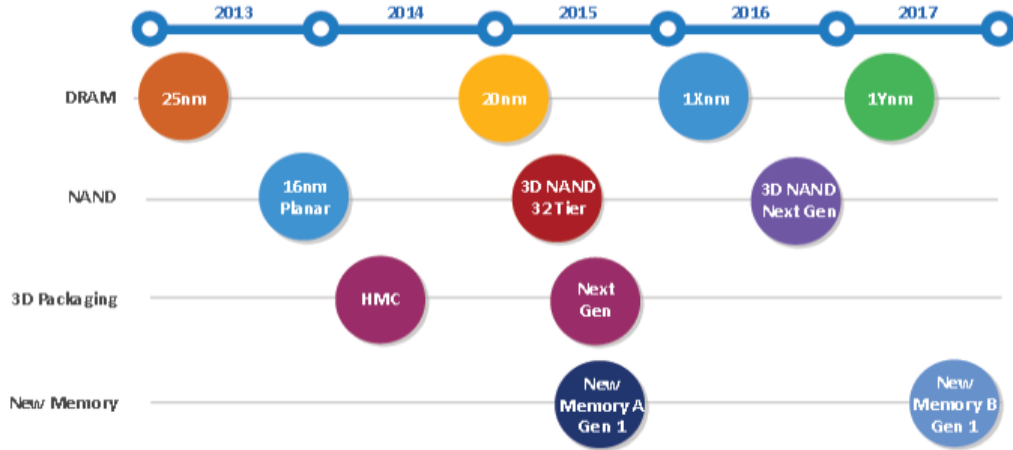 2013 2014 2015 2016 2017
DRAM 25nm 20nm 1Xnm 1Ynm
NAND
16nm
Planar
3D NAND
32 Tier
3D NAND
Next Gen
3D Packaging
HMC
Next
Gen
New Memory
New
Memory A
Gen 1
New
Memory B
Gen 1